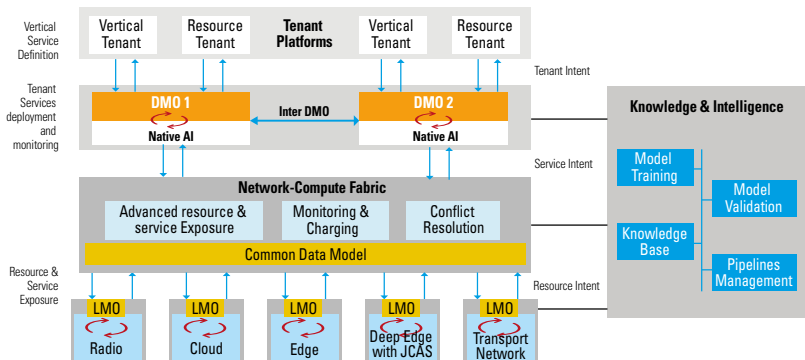 Vertical
Service
Definition
Vertical
Tenant
Resource
Tenant
Tenant
Platforms
Vertical
Tenant
Resource
Tenant
Tenant Intent
Tenant
Services
deployment
and
monitoring
DMO 1
Native AI
Inter DMO
DMO 2
Native AI
Service Intent
Network-Compute Fabric
Advanced resource &
service Exposure
Monitoring &
Charging
Conflict
Resolution
Common Data Model
Resource &
Service
Exposure
Resource Intent
LMO
Radio
LMO
Cloud
LMO
Edge
LMO
Deep Edge
with JCAS
LMO
Transport
Network
Knowledge & Intelligence
Model
Training
Model
Validation
Knowledge
Base
Pipelines
Management